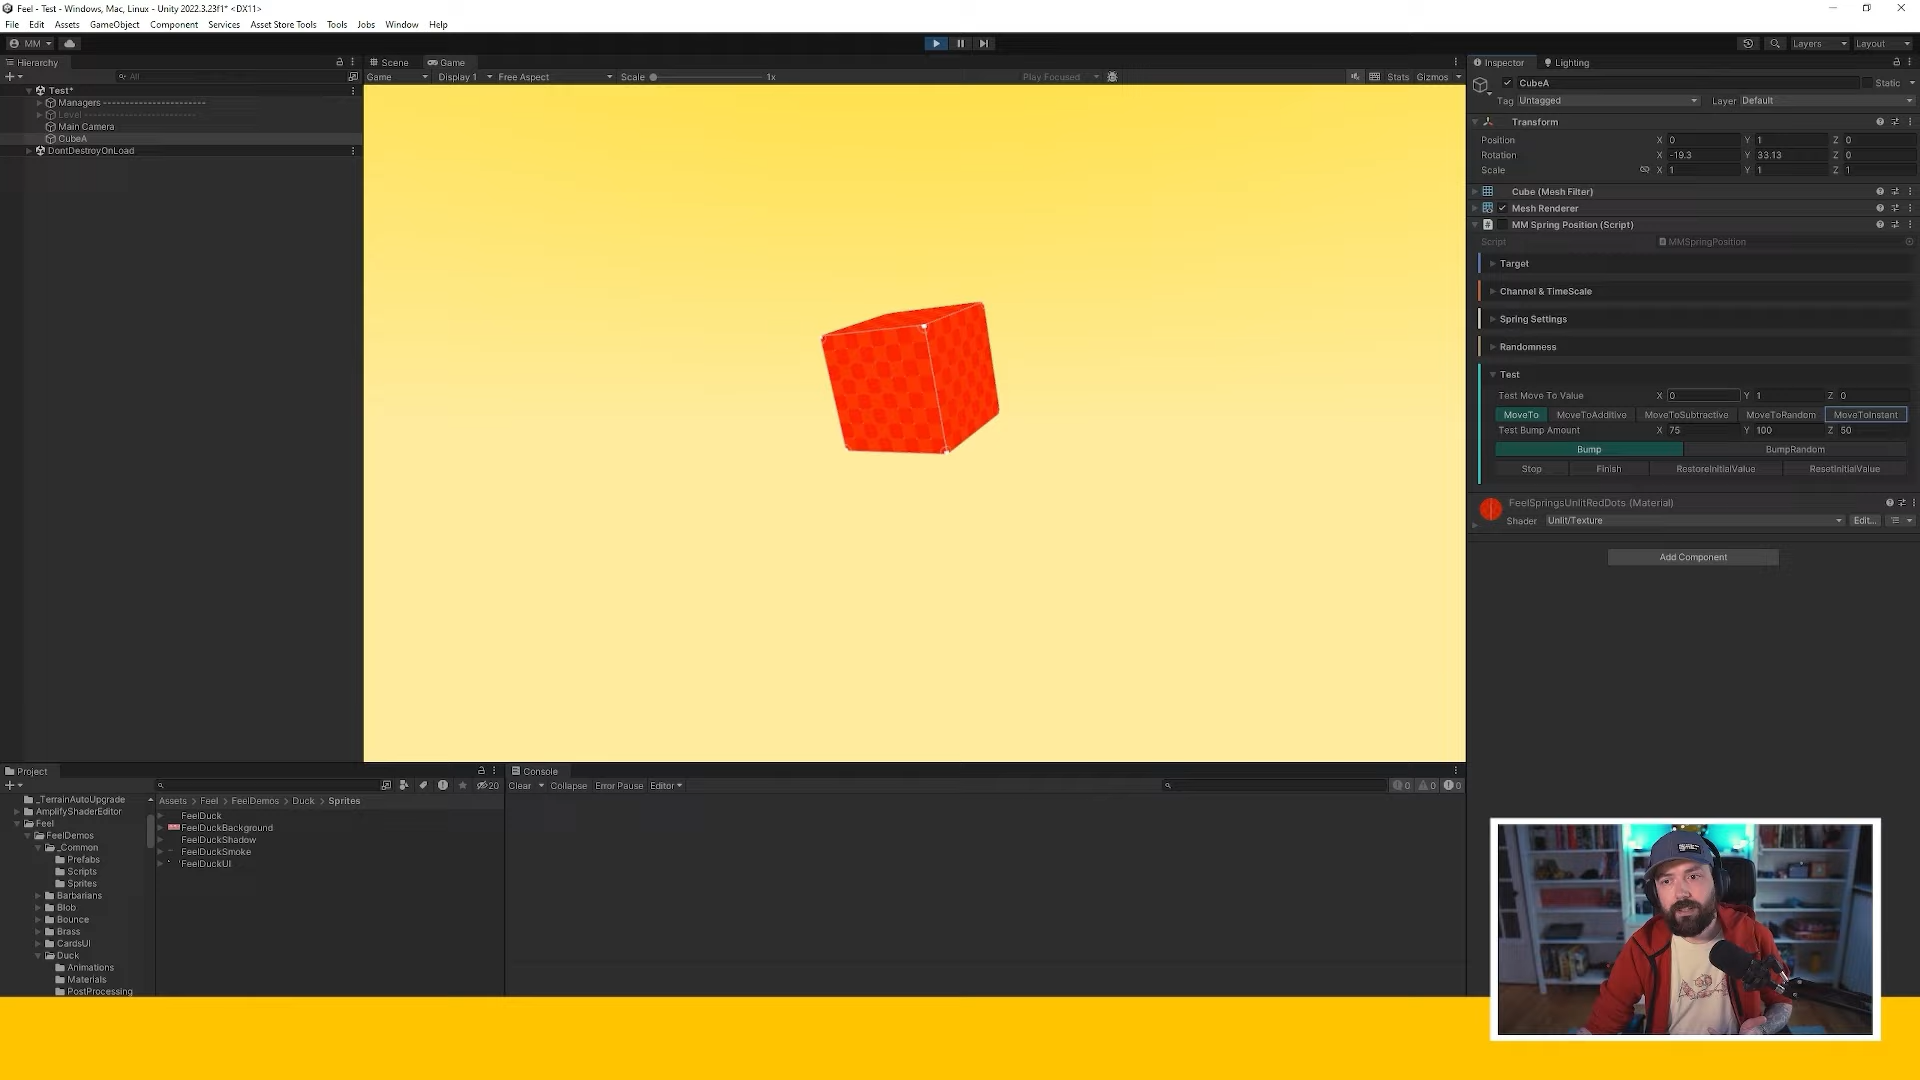 Feel - Test - Windows, Mac, Linux - Unity 2022.3.23f1* <DX11>
File Edit Assets GameObject Component Services Asset Store Tools Tools Jobs Window Help
MM Layers Layout
Hierarchy
All
Test*
Managers -------------------------
Level ---------------------------
Main Camera
CubeA
DontDestroyOnLoad
Scene Game
Game Display 1 Free Aspect Scale 1x Play Focused Stats Gizmos
Inspector Lighting
CubeA Static
Tag Untagged Layer Default
Transform
Position X 0 Y 1 Z 0
Rotation X -19.3 Y 33.13 Z 0
Scale X 1 Y 1 Z 1
Cube (Mesh Filter)
Mesh Renderer
MM Spring Position (Script)
Script MMSpringPosition
Target
Channel & TimeScale
Spring Settings
Randomness
Test
Test Move To Value X 0 Y 1 Z 0
MoveTo MoveToAdditive MoveToSubtractive MoveToRandom MoveToInstant
Test Bump Amount X 75 Y 100 Z 50
Bump BumpRandom
Stop Finish RestoreInitialValue ResetInitialValue
FeelSpringsUnlitRedDots (Material)
Shader Unlit/Texture Edit...
Add Component
Project
20
_TerrainAutoUpgrade
AmplifyShaderEditor
Feel
FeelDemos
_Common
Prefabs
Scripts
Sprites
Barbarians
Blob
Bounce
Brass
CardsUI
Duck
Animations
Materials
PostProcessing
Assets > Feel > FeelDemos > Duck > Sprites
FeelDuck
FeelDuckBackground
FeelDuckShadow
FeelDuckSmoke
FeelDuckUI
Console
Clear Collapse Error Pause Editor 0 0 0